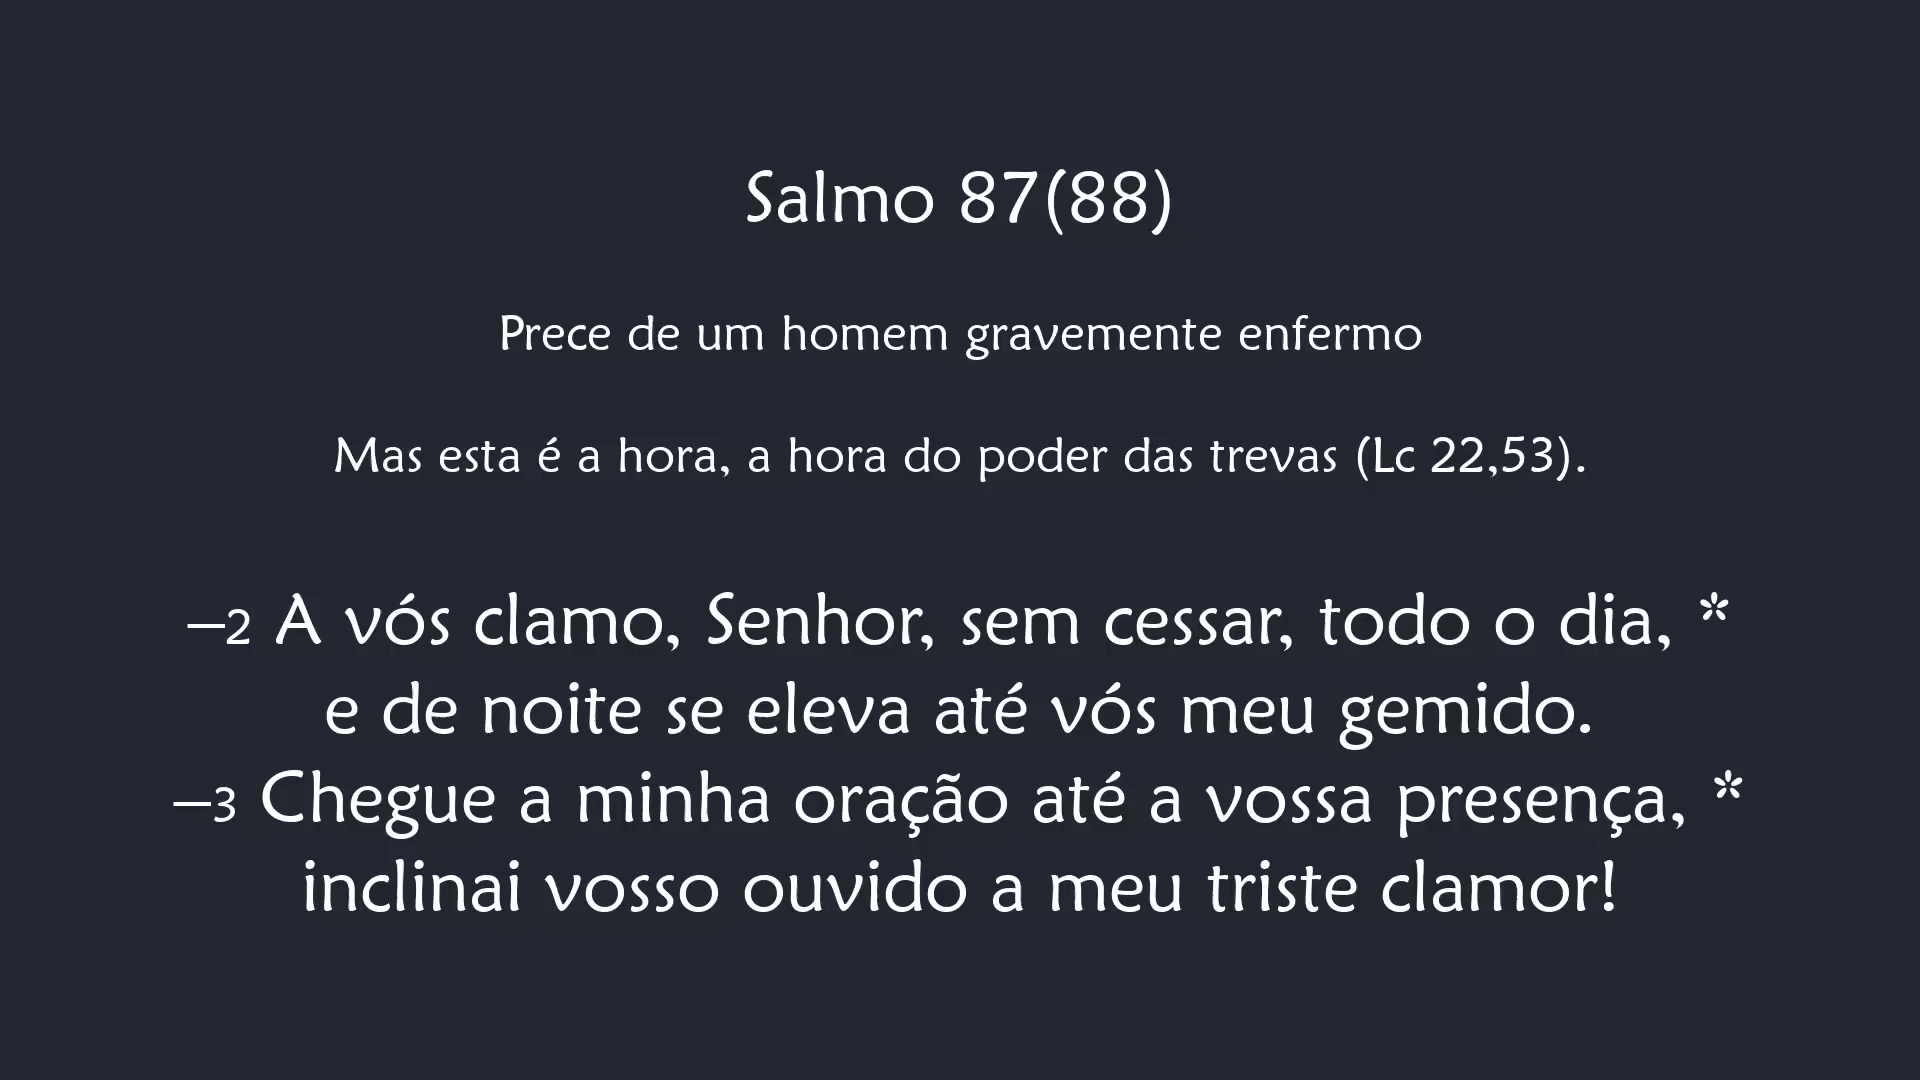 Salmo 87(88)
Prece de um homem gravemente enfermo
Mas esta é a hora, a hora do poder das trevas (Lc 22,53).
—2 A vós clamo, Senhor, sem cessar, todo o dia, *
e de noite se eleva até vós meu gemido.
—3 Chegue a minha oração até a vossa presença, *
inclinai vosso ouvido a meu triste clamor!